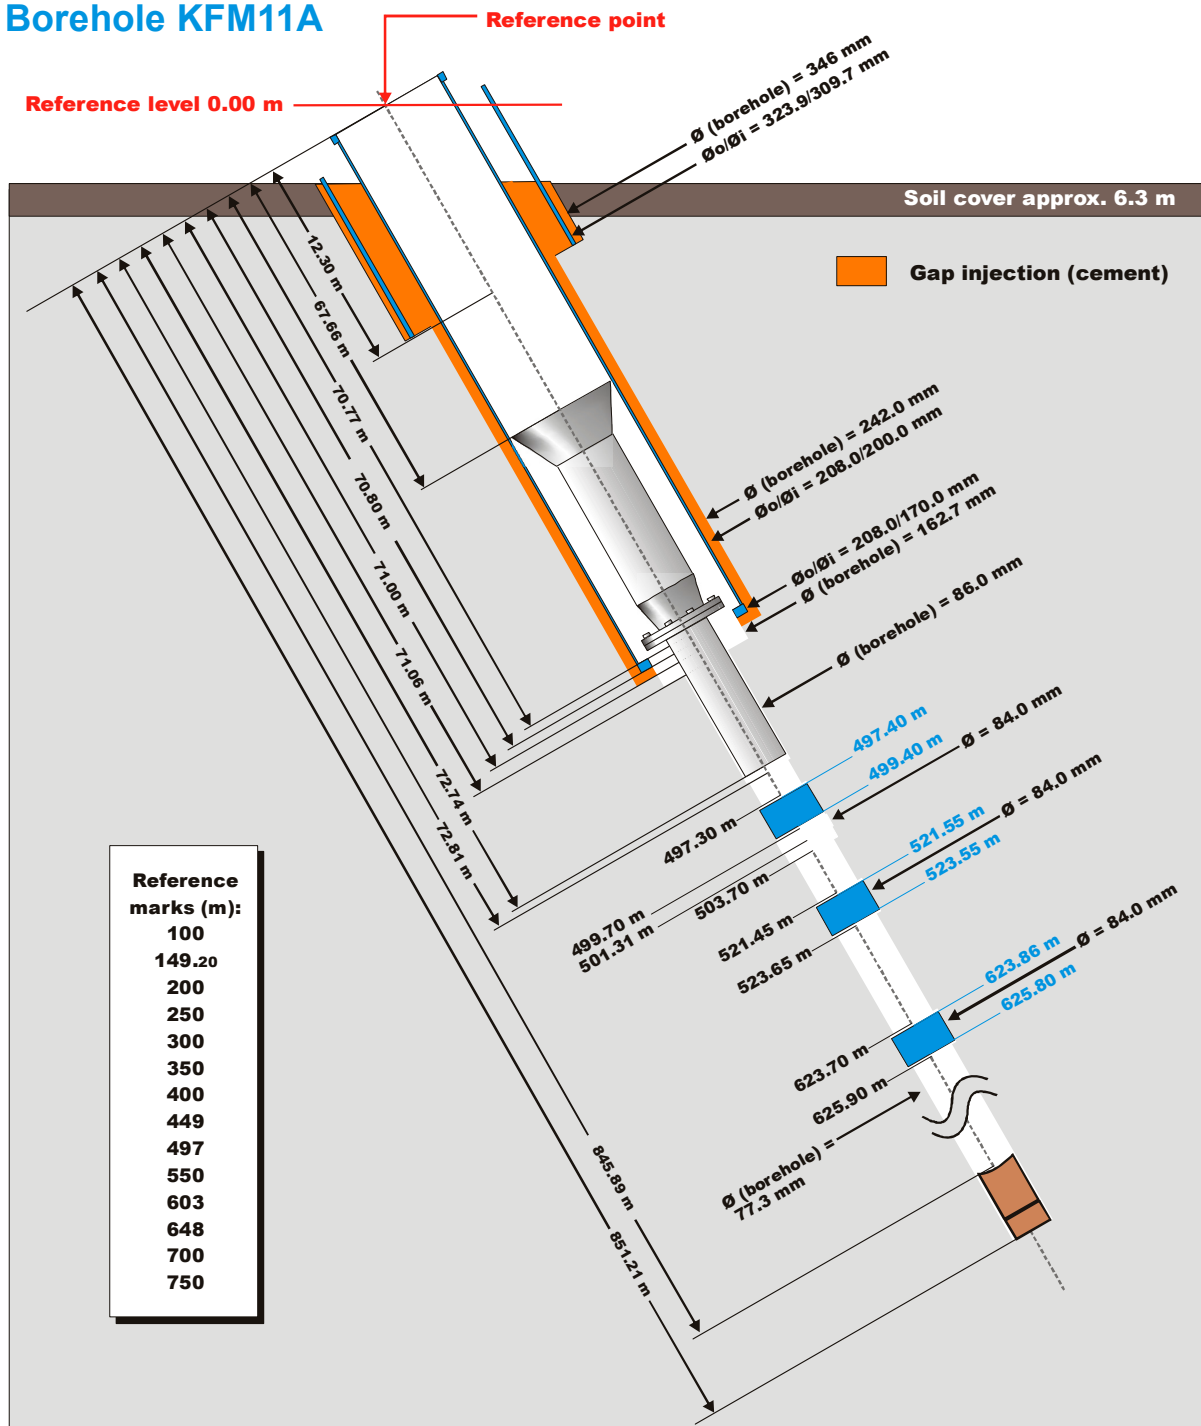 Borehole KFM11A
Reference point
Reference level 0.00 m
Ø (borehole) = 346 mm
Øo/Øi = 323.9/309.7 mm
Soil cover approx. 6.3 m
Gap injection (cement)
12.30 m
67.66 m
70.77 m
70.80 m
71.00 m
71.06 m
72.74 m
72.81 m
845.89 m
851.21 m
Ø (borehole) = 242.0 mm
Øo/Øi = 208.0/200.0 mm
Øo/Øi = 208.0/170.0 mm
Ø (borehole) = 162.7 mm
Ø (borehole) = 86.0 mm
497.40 m
499.40 m
Ø = 84.0 mm
497.30 m
499.70 m
501.31 m
503.70 m
521.55 m
523.55 m
Ø = 84.0 mm
521.45 m
523.65 m
623.86 m
625.80 m
Ø = 84.0 mm
623.70 m
625.90 m
Ø (borehole) =
77.3 mm
Reference
marks (m):
100
149.20
200
250
300
350
400
449
497
550
603
648
700
750